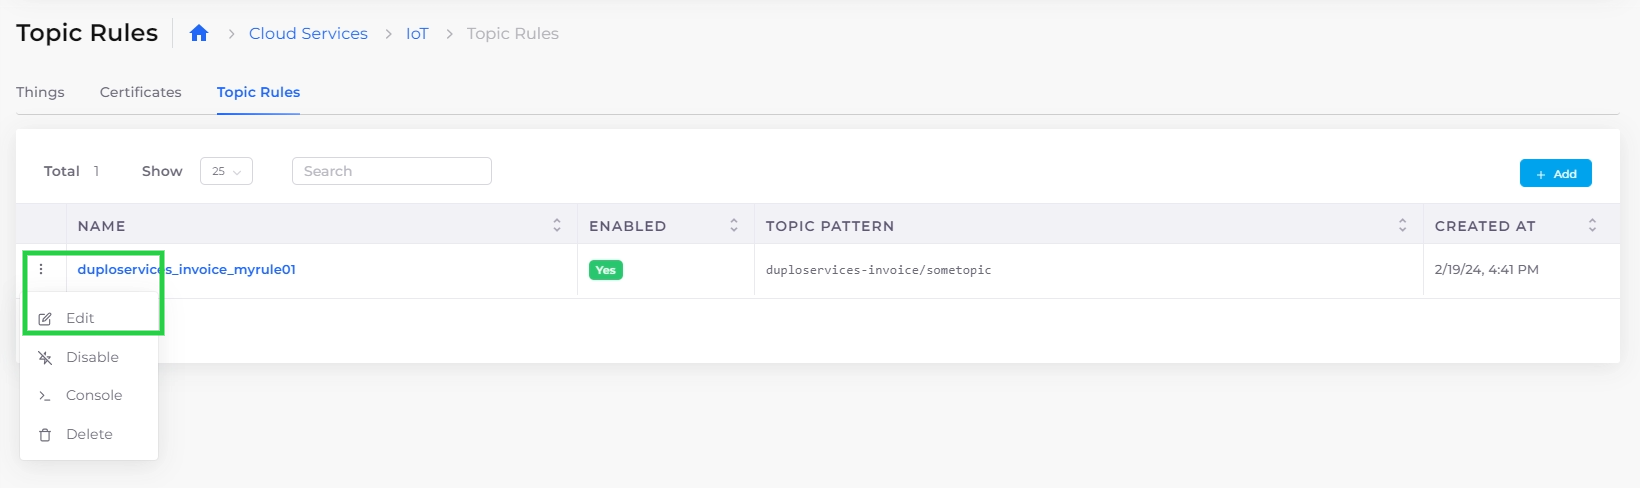 Topic Rules Cloud Services IoT Topic Rules
Things Certificates Topic Rules
Total 1 Show 25 Search + Add
NAME ENABLED TOPIC PATTERN CREATED AT
duploservices_invoice_myrule01 Yes duploservices-invoice/sometopic 2/19/24, 4:41 PM
Edit
Disable
Console
Delete